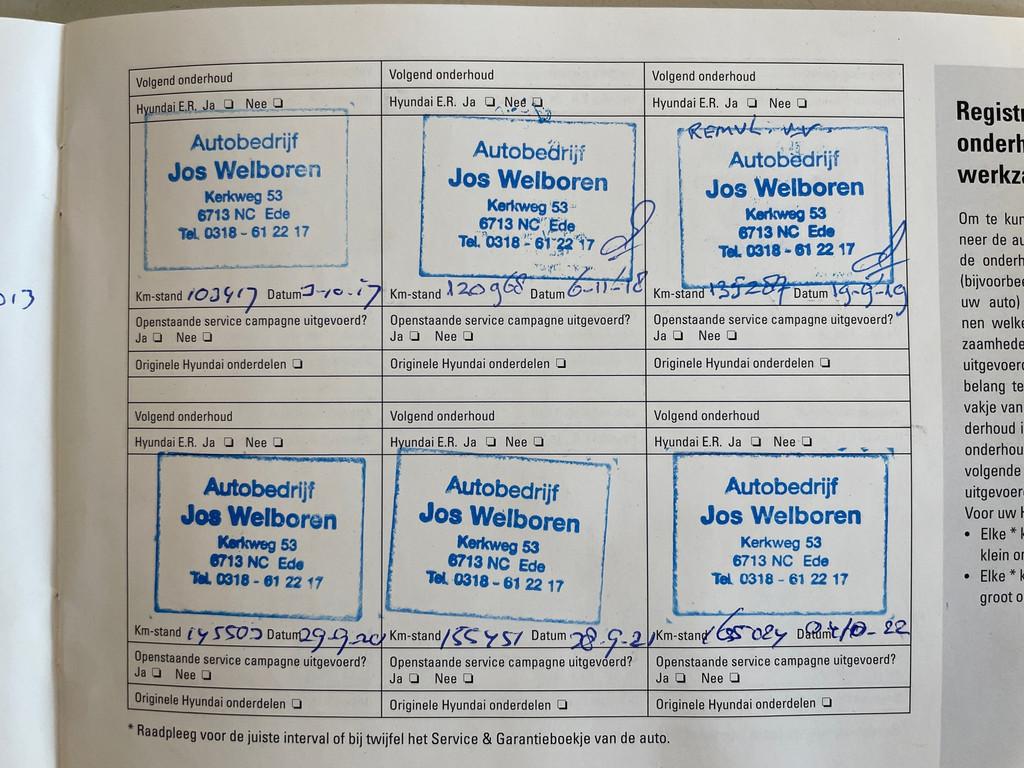 013
Volgend onderhoud
Hyundai E.R. Ja ❏ Nee ❏
Autobedrijf
Jos Welboren
Kerkweg 53
6713 NC Ede
Tel. 0318 - 61 22 17
Km-stand 103417 Datum 3-10-17
Openstaande service campagne uitgevoerd?
Ja ❏ Nee ❏
Originele Hyundai onderdelen ❏
Volgend onderhoud
Hyundai E.R. Ja ❏ Nee ❏
Autobedrijf
Jos Welboren
Kerkweg 53
6713 NC Ede
Tel. 0318 - 61 22 17
Km-stand 120968 Datum 6-11-18
Openstaande service campagne uitgevoerd?
Ja ❏ Nee ❏
Originele Hyundai onderdelen ❏
Volgend onderhoud
Hyundai E.R. Ja ❏ Nee ❏
REMVL. VV.
Autobedrijf
Jos Welboren
Kerkweg 53
6713 NC Ede
Tel. 0318 - 61 22 17
Km-stand 135287 Datum 19-9-19
Openstaande service campagne uitgevoerd?
Ja ❏ Nee ❏
Originele Hyundai onderdelen ❏
Volgend onderhoud
Hyundai E.R. Ja ❏ Nee ❏
Autobedrijf
Jos Welboren
Kerkweg 53
6713 NC Ede
Tel. 0318 - 61 22 17
Km-stand 145503 Datum 29-9-20
Openstaande service campagne uitgevoerd?
Ja ❏ Nee ❏
Originele Hyundai onderdelen ❏
Volgend onderhoud
Hyundai E.R. Ja ❏ Nee ❏
Autobedrijf
Jos Welboren
Kerkweg 53
6713 NC Ede
Tel. 0318 - 61 22 17
Km-stand 155451 Datum 28-9-21
Openstaande service campagne uitgevoerd?
Ja ❏ Nee ❏
Originele Hyundai onderdelen ❏
Volgend onderhoud
Hyundai E.R. Ja ❏ Nee ❏
Autobedrijf
Jos Welboren
Kerkweg 53
6713 NC Ede
Tel. 0318 - 61 22 17
Km-stand 165084 Datum 10-22
Openstaande service campagne uitgevoerd?
Ja ❏ Nee ❏
Originele Hyundai onderdelen ❏
* Raadpleeg voor de juiste interval of bij twijfel het Service & Garantieboekje van de auto.
Registr
onderh
werkza
Om te kun
neer de au
de onderh
(bijvoorbee
uw auto)
nen welke
zaamhede
uitgevoerd
belang te
vakje van
derhoud i
onderhou
volgende
uitgevoerd
Voor uw H
• Elke * k
klein on
• Elke * k
groot o